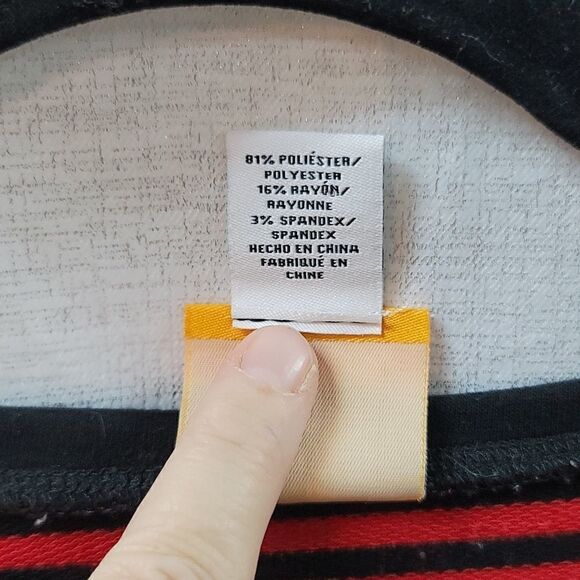 81% POLIÉSTER/
POLYESTER
16% RAYÓN/
RAYONNE
3% SPANDEX/
SPANDEX
HECHO EN CHINA
FABRIQUÉ EN
CHINE